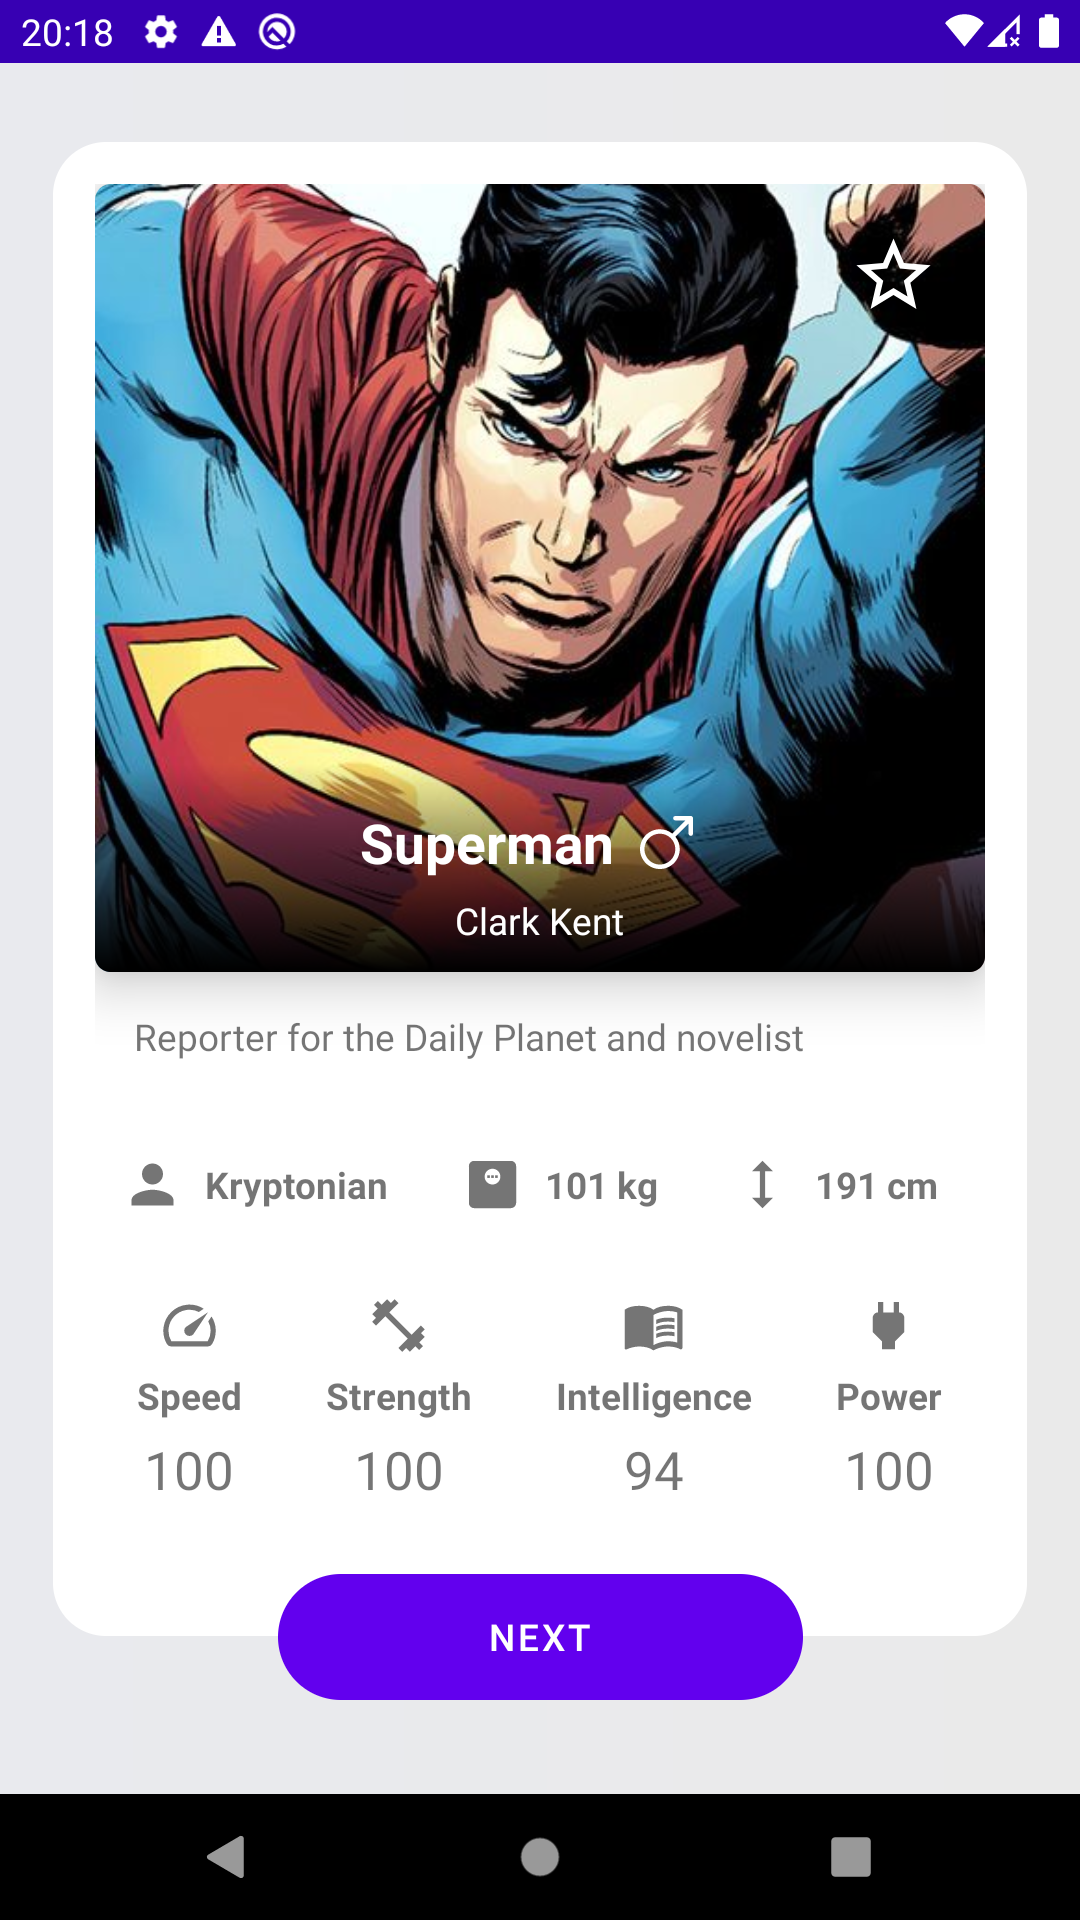 20:18
Superman
Clark Kent
Reporter for the Daily Planet and novelist
Kryptonian 101 kg 191 cm
Speed Strength Intelligence Power
100 100 94 100
NEXT